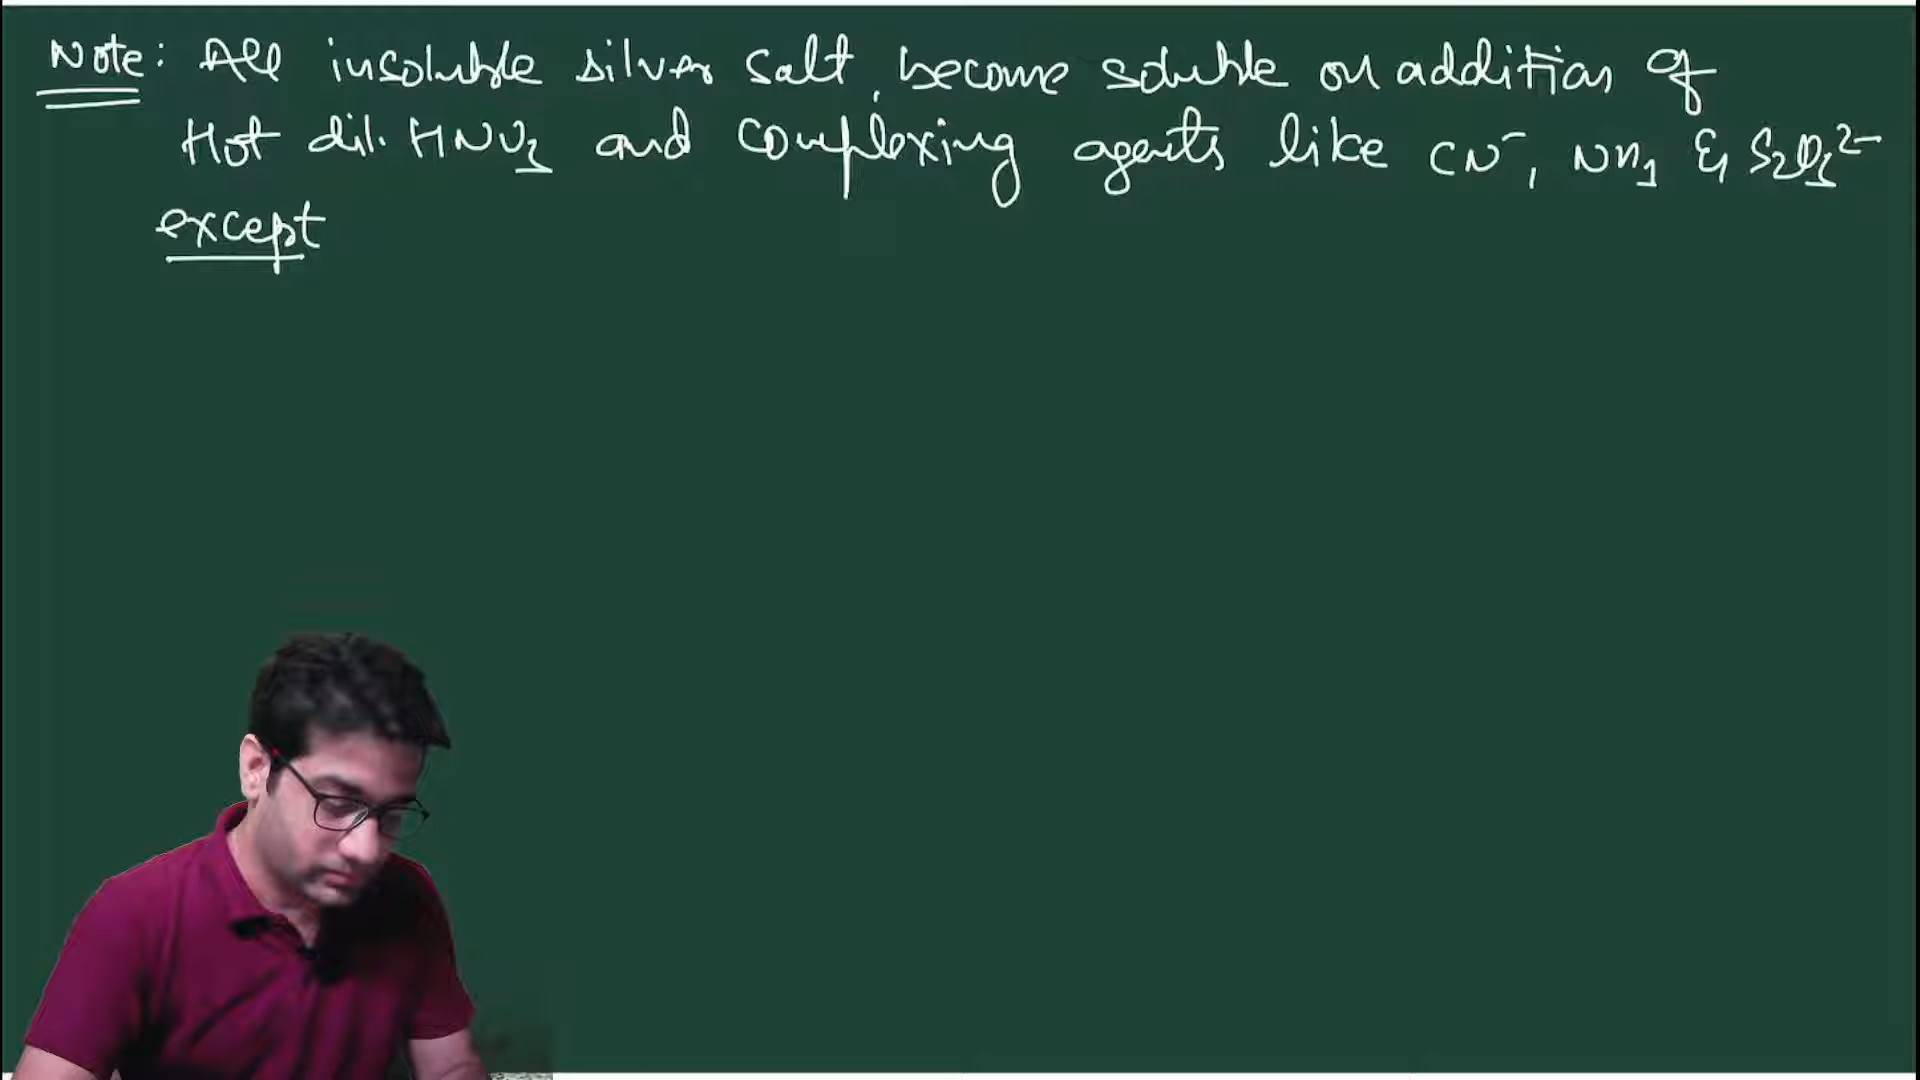 Note: All insoluble silver salt, become soluble on addition of
Hot dil. HNO3 and complexing agents like CN⁻, NH3 & S2O3²⁻
except